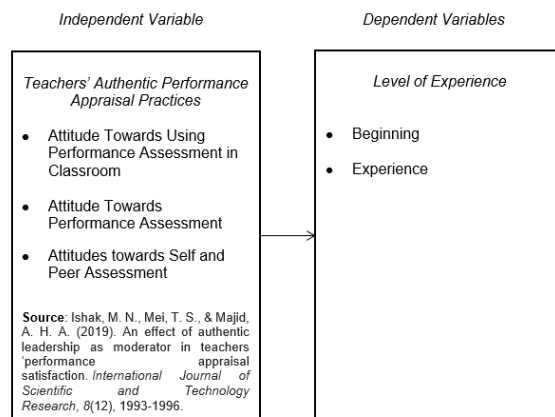 Independent Variable
Dependent Variables
Teachers' Authentic Performance
Appraisal Practices
● Attitude Towards Using
Performance Assessment in
Classroom
● Attitude Towards
Performance Assessment
● Attitudes towards Self and
Peer Assessment
Source: Ishak, M. N., Mei, T. S., & Majid,
A. H. A. (2019). An effect of authentic
leadership as moderator in teachers
'performance appraisal
satisfaction. International Journal of
Scientific and Technology
Research, 8(12), 1993-1996.
Level of Experience
● Beginning
● Experience